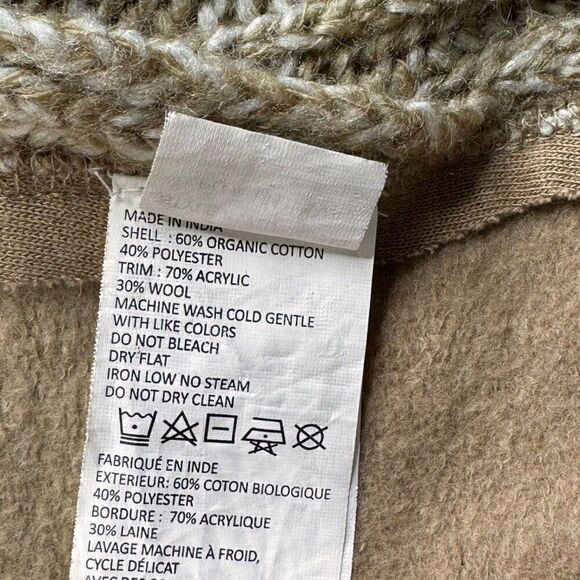 MADE IN INDIA
SHELL : 60% ORGANIC COTTON
40% POLYESTER
TRIM : 70% ACRYLIC
30% WOOL
MACHINE WASH COLD GENTLE
WITH LIKE COLORS
DO NOT BLEACH
DRY FLAT
IRON LOW NO STEAM
DO NOT DRY CLEAN
FABRIQUÉ EN INDE
EXTERIEUR: 60% COTON BIOLOGIQUE
40% POLYESTER
BORDURE : 70% ACRYLIQUE
30% LAINE
LAVAGE MACHINE À FROID,
CYCLE DÉLICAT
AVEC DES